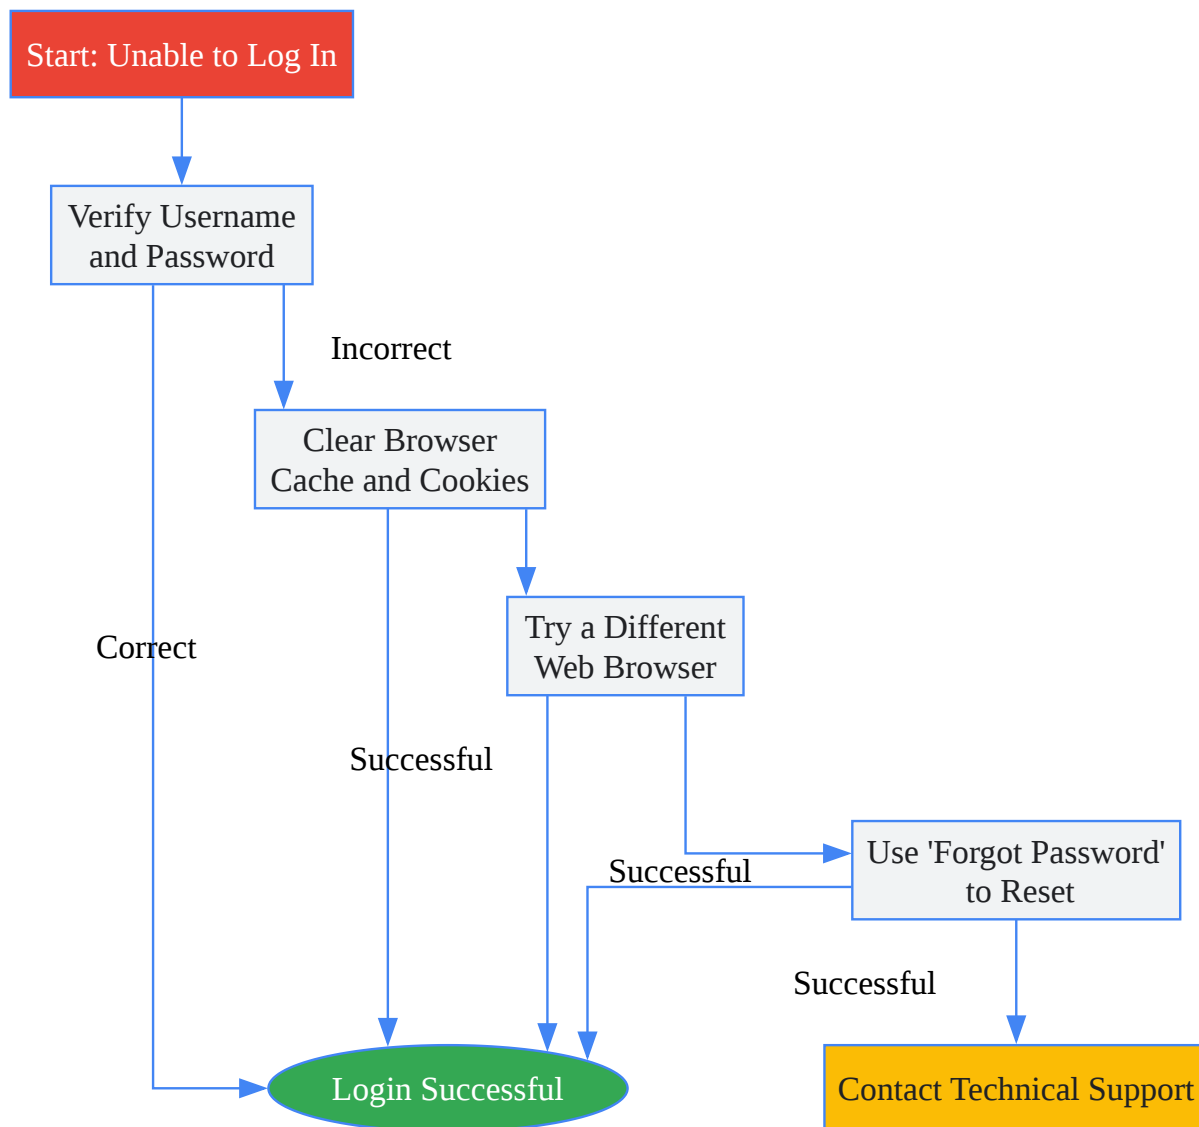 Start: Unable to Log In
Verify Username
and Password
Incorrect
Clear Browser
Cache and Cookies
Try a Different
Web Browser
Correct
Successful
Use 'Forgot Password'
to Reset
Successful
Successful
Login Successful
Contact Technical Support